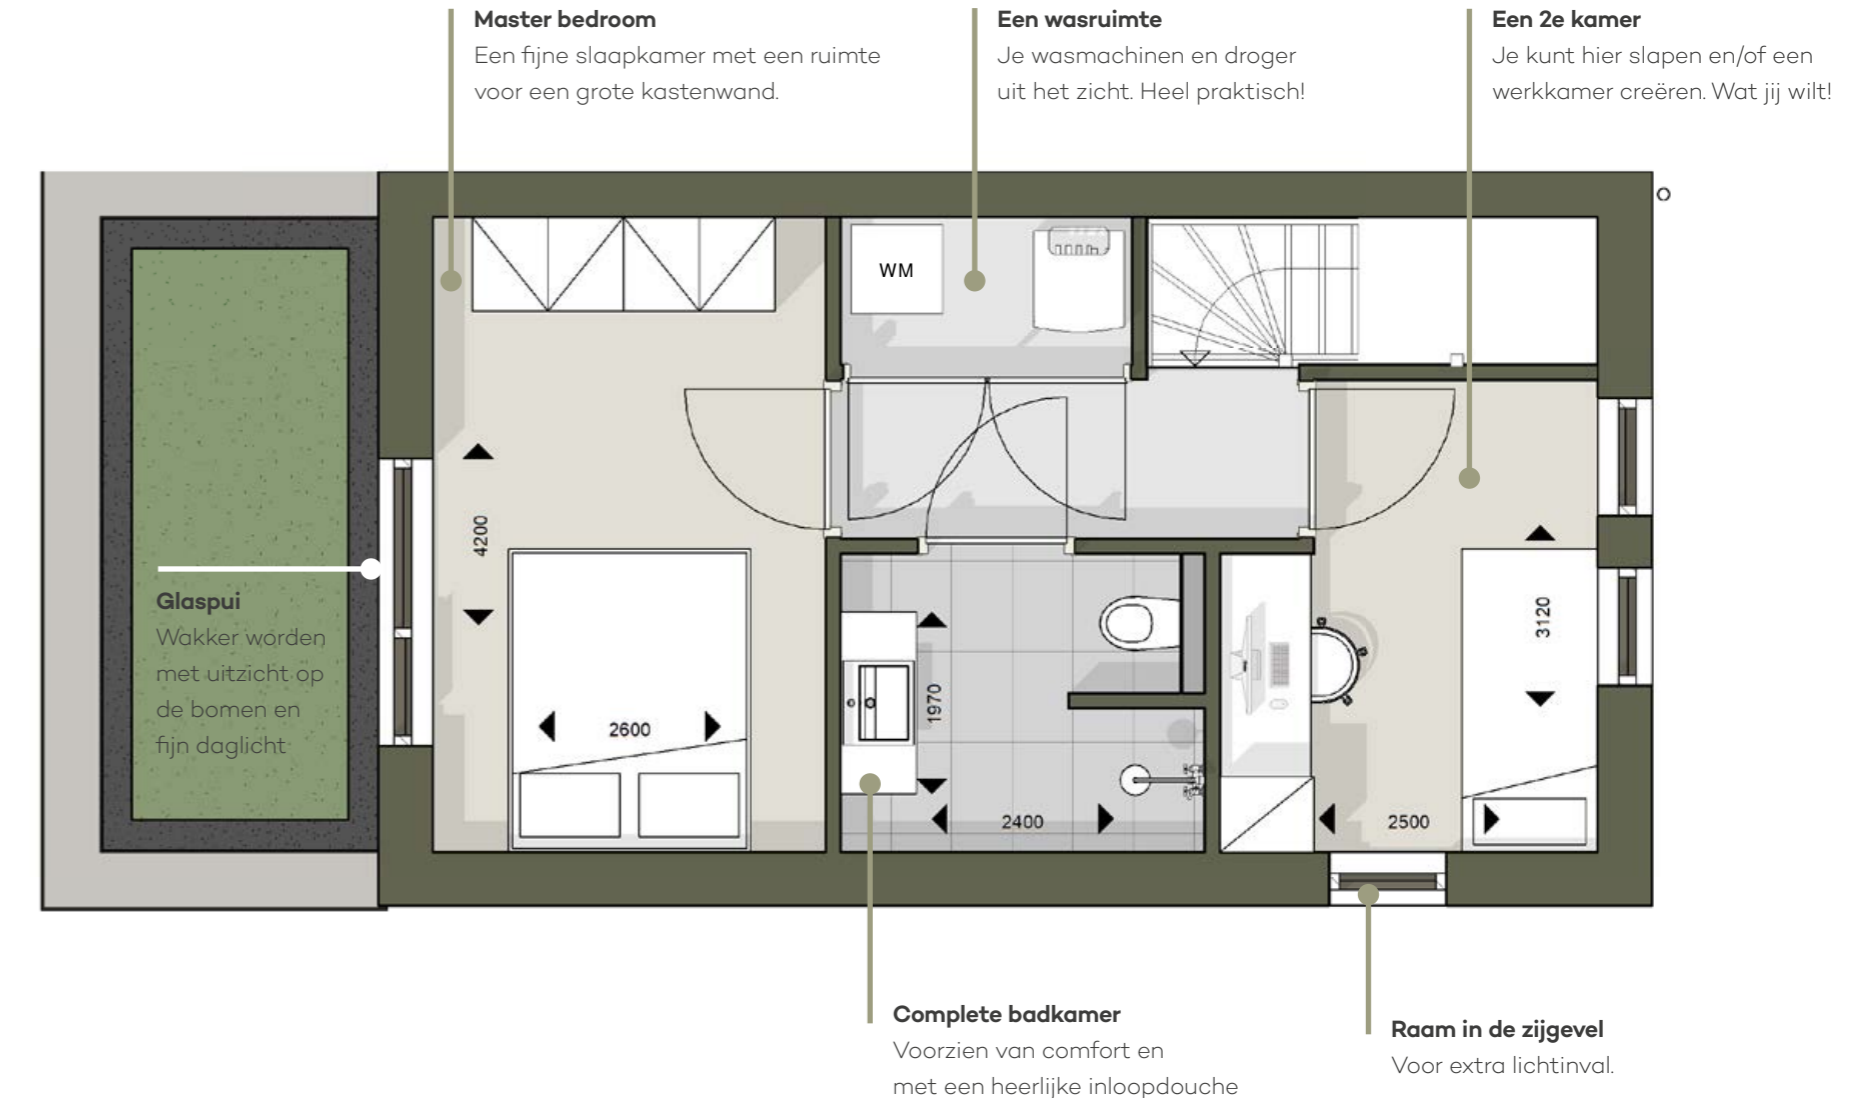 Master bedroom
Een fijne slaapkamer met een ruimte
voor een grote kastenwand.
Een wasruimte
Je wasmachinen en droger
uit het zicht. Heel praktisch!
Een 2e kamer
Je kunt hier slapen en/of een
werkkamer creëren. Wat jij wilt!
WM
4200
Glaspui
Wakker worden
met uitzicht op
de bomen en
fijn daglicht
2600
1970
2400
3120
2500
Complete badkamer
Voorzien van comfort en
met een heerlijke inloopdouche
Raam in de zijgevel
Voor extra lichtinval.